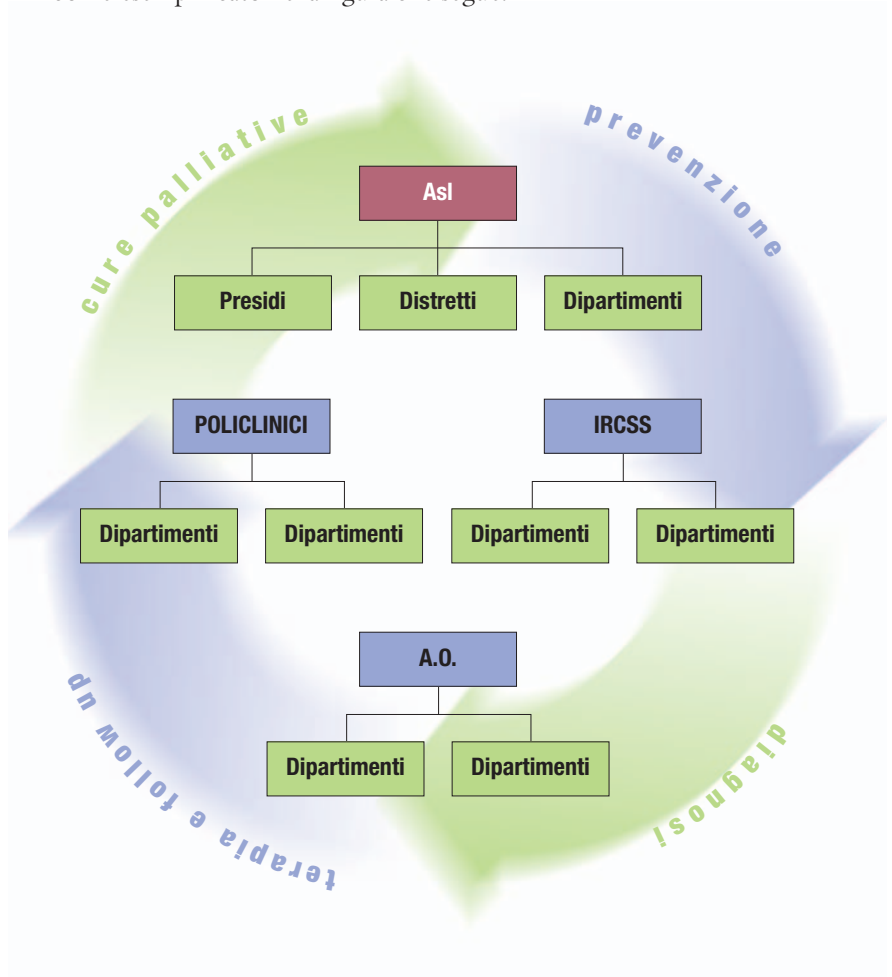 cure palliative
prevenzione
Asl
Presidi Distretti Dipartimenti
POLICLINICI IRCSS
Dipartimenti Dipartimenti Dipartimenti Dipartimenti
A.O.
Dipartimenti Dipartimenti
terapia e follow up
diagnosi